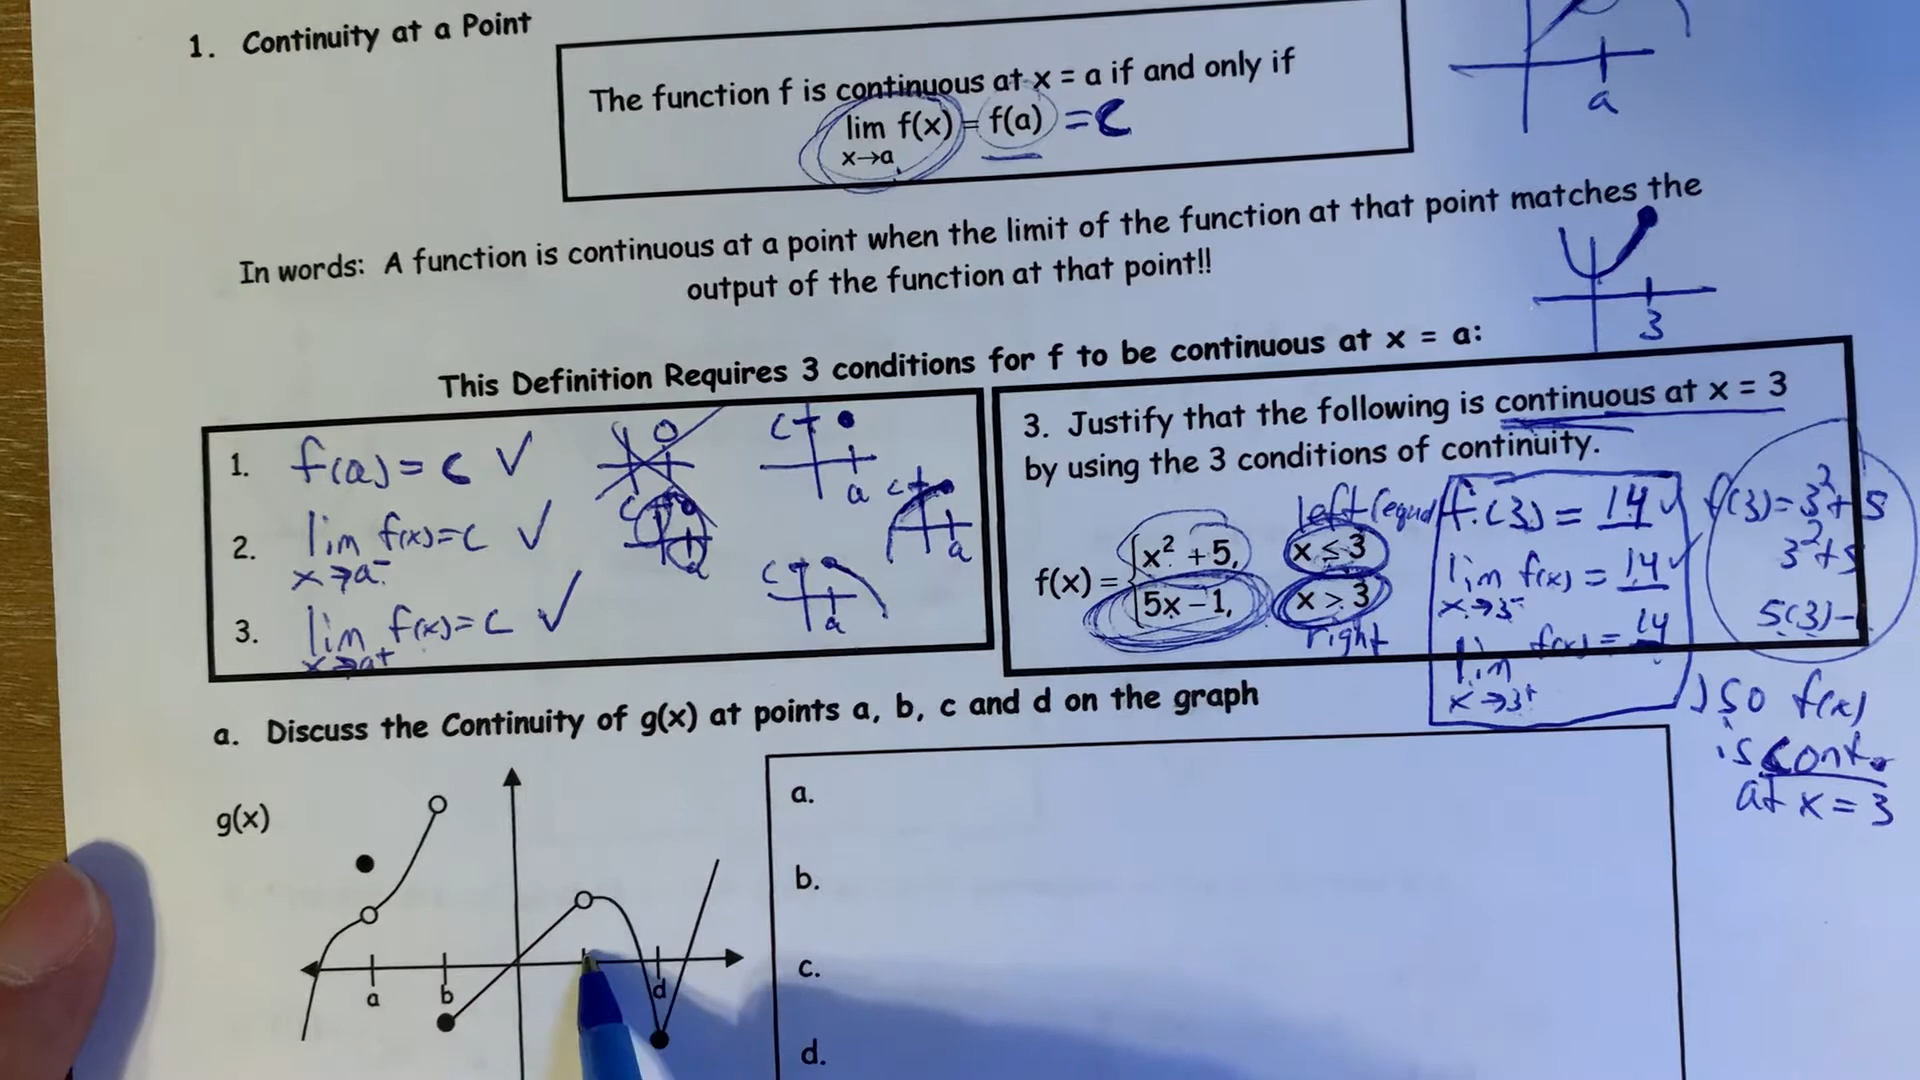 1. Continuity at a Point
The function f is continuous at x = a if and only if
lim f(x) = f(a) = C
x→a
a
In words: A function is continuous at a point when the limit of the function at that point matches the
output of the function at that point!!
3
This Definition Requires 3 conditions for f to be continuous at x = a:
1. f(a) = c ✓
2. lim f(x) = c ✓
x→a⁻
3. lim f(x) = c ✓
x→a⁺
c
a
c
a
c
a
c
a
3. Justify that the following is continuous at x = 3
by using the 3 conditions of continuity.
left (equal
f(x) = { x² + 5, x ≤ 3
5x − 1, x > 3
right
f(3) = 14 ✓
lim f(x) = 14 ✓
x→3⁻
lim f(x) = 14
x→3⁺
f(3) = 3² + 5
3² + 5
5(3) −
so f(x)
is cont.
at x = 3
a. Discuss the Continuity of g(x) at points a, b, c and d on the graph
g(x)
a b d
a.
b.
c.
d.